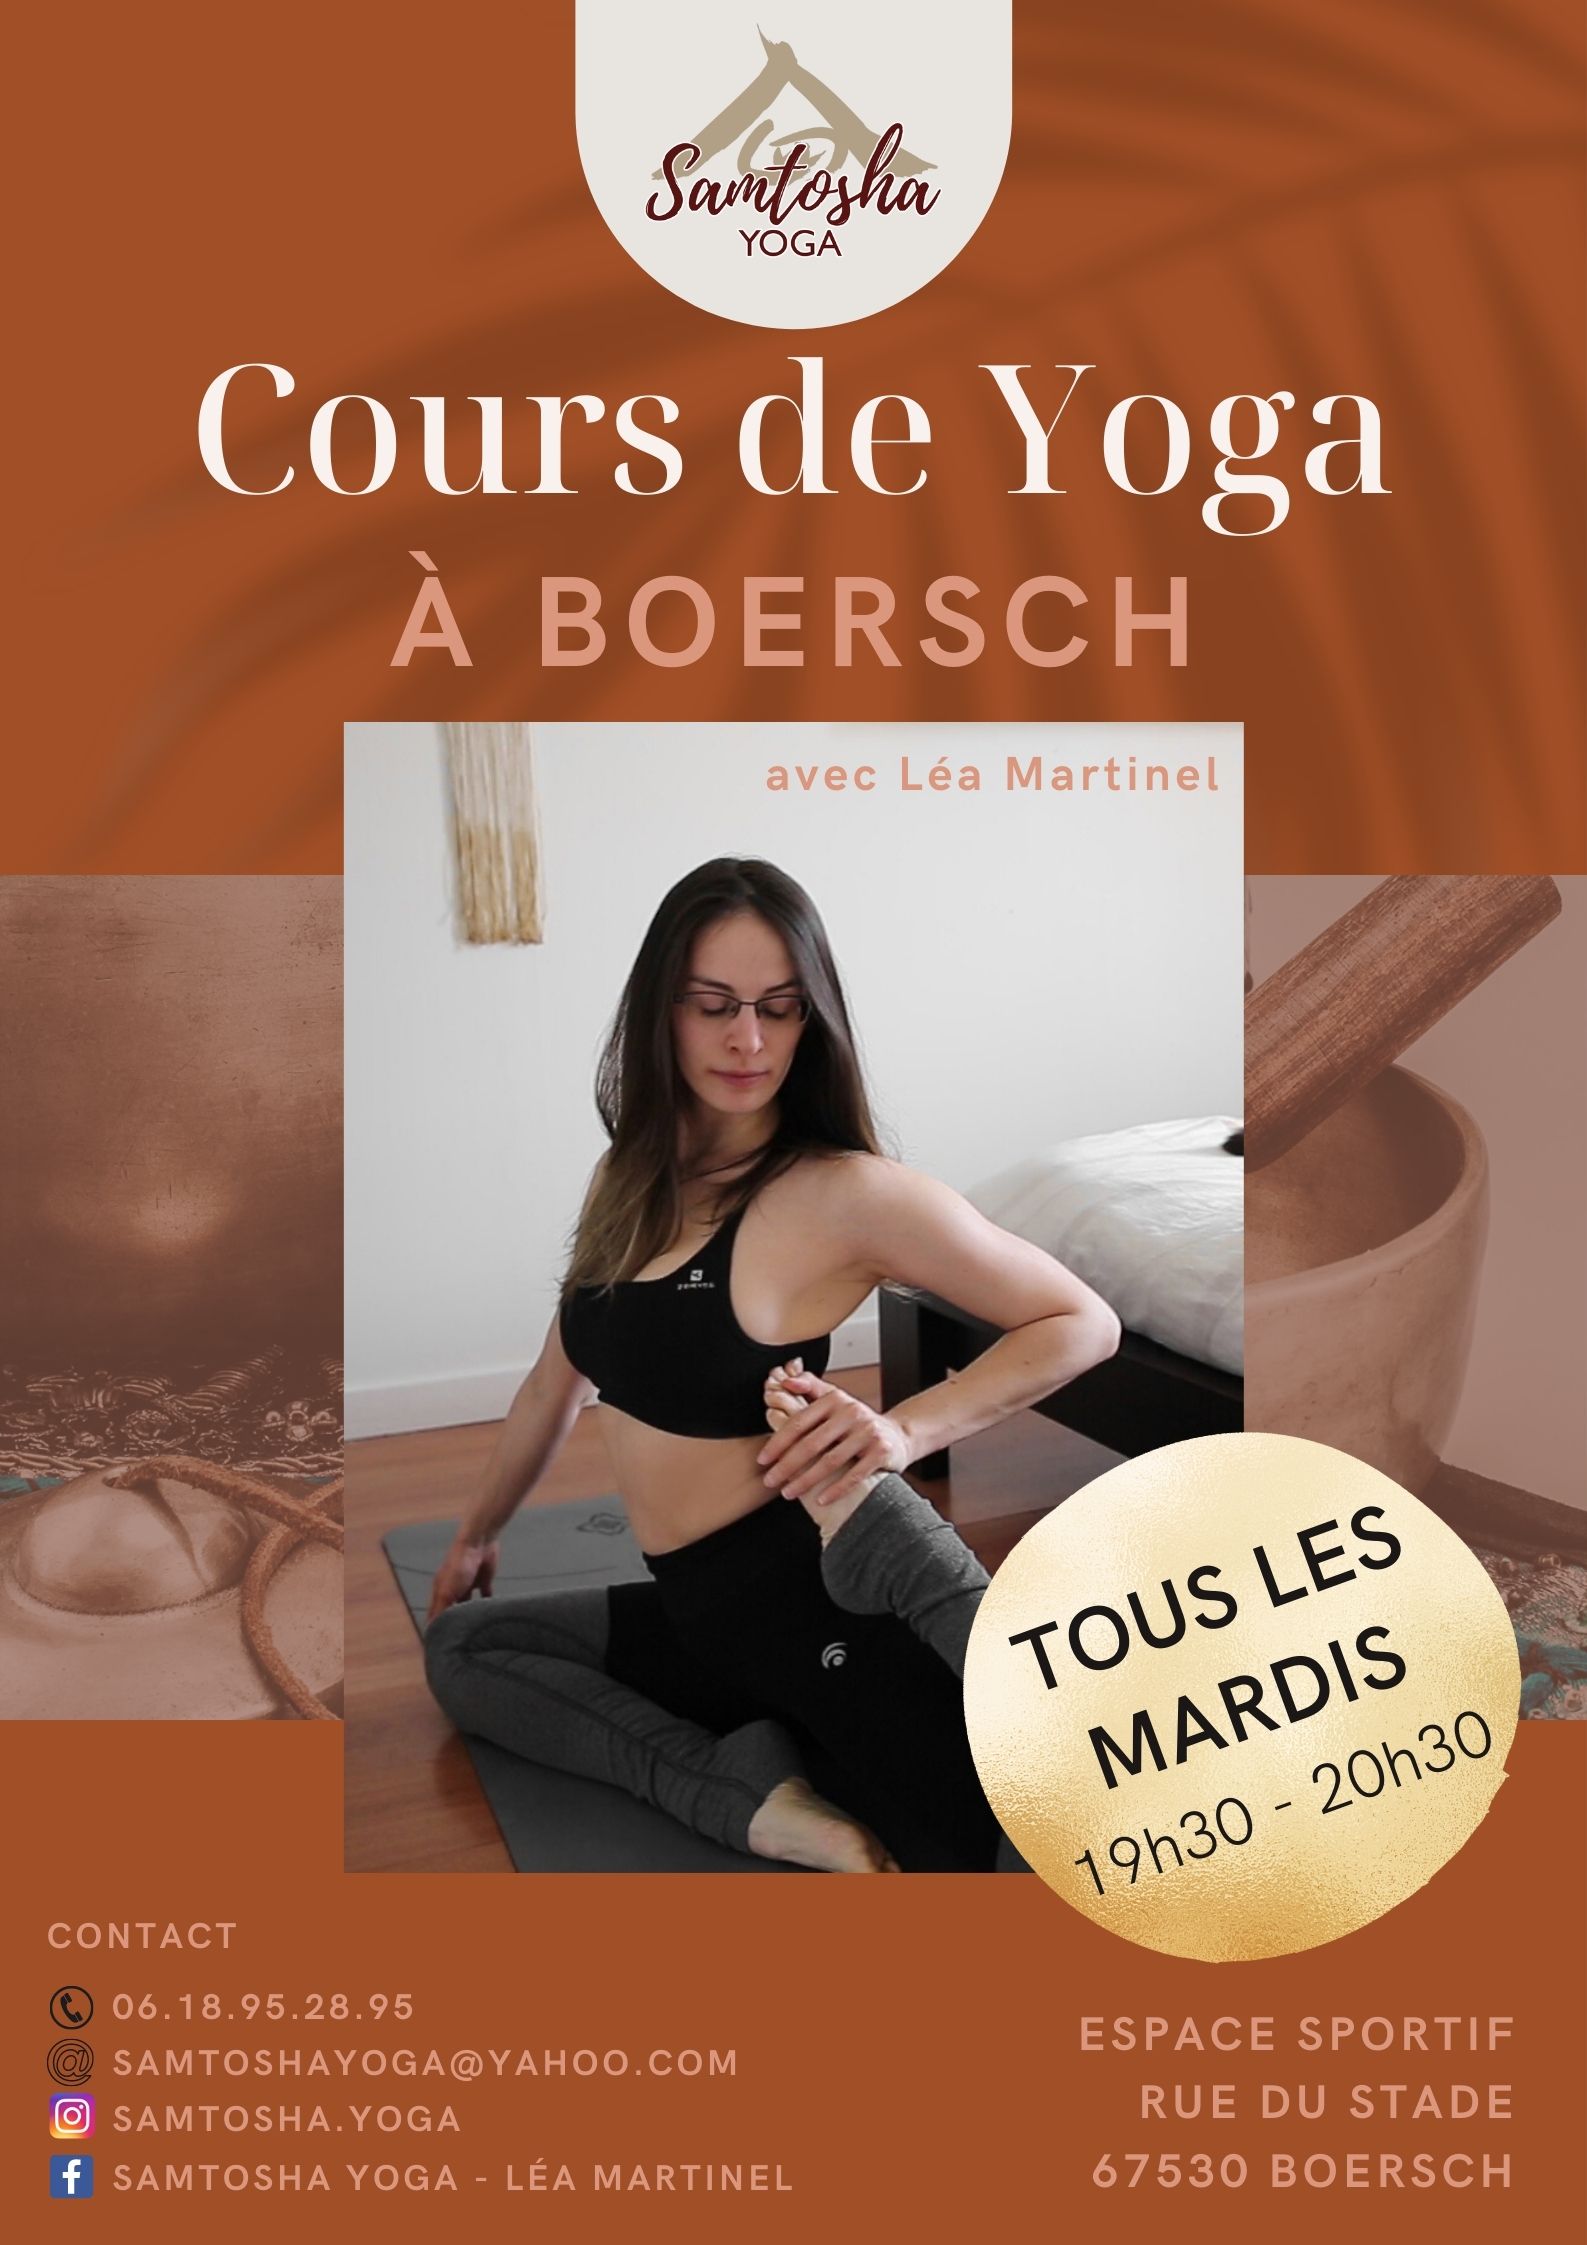 Samtosha
YOGA
Cours de Yoga
À BOERSCH
avec Léa Martinel
TOUS LES
MARDIS
19h30 - 20h30
CONTACT
06.18.95.28.95
@ SAMTOSHAYOGA@YAHOO.COM
SAMTOSHA.YOGA
f SAMTOSHA YOGA - LÉA MARTINEL
ESPACE SPORTIF
RUE DU STADE
67530 BOERSCH